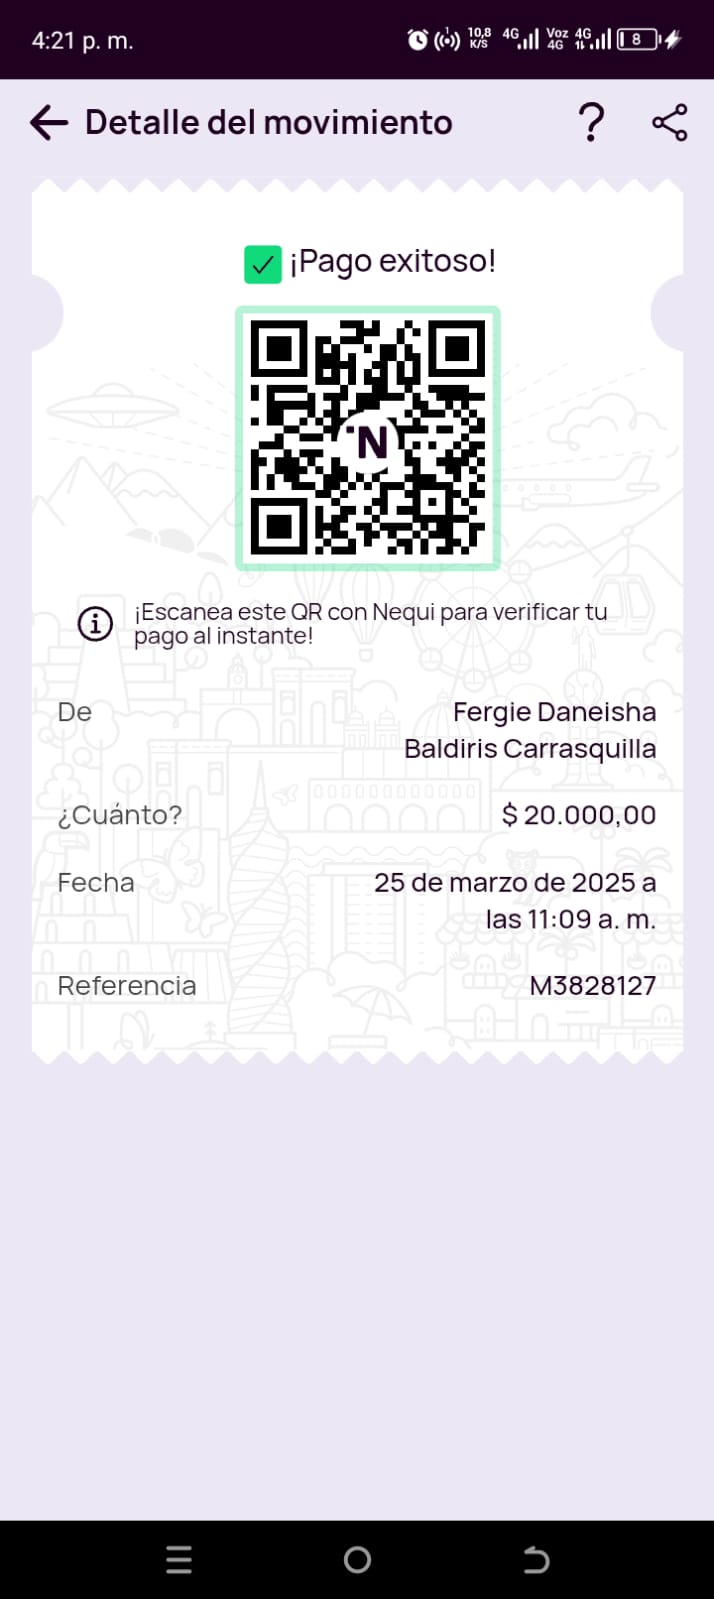 4:21 p. m.
10,8
K/S
4G
Voz
4G
4G
8
Detalle del movimiento
?
¡Pago exitoso!
N
¡Escanea este QR con Nequi para verificar tu
pago al instante!
De
Fergie Daneisha
Baldiris Carrasquilla
¿Cuánto?
$ 20.000,00
Fecha
25 de marzo de 2025 a
las 11:09 a. m.
Referencia
M3828127